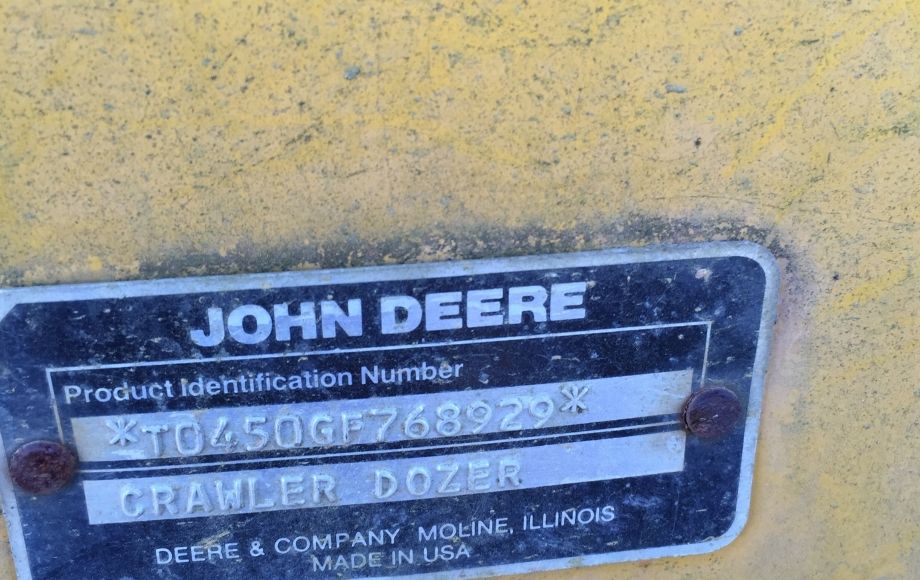 JOHN DEERE
Product Identification Number
*T0450GF768929*
CRAWLER DOZER
DEERE & COMPANY MOLINE, ILLINOIS
MADE IN USA